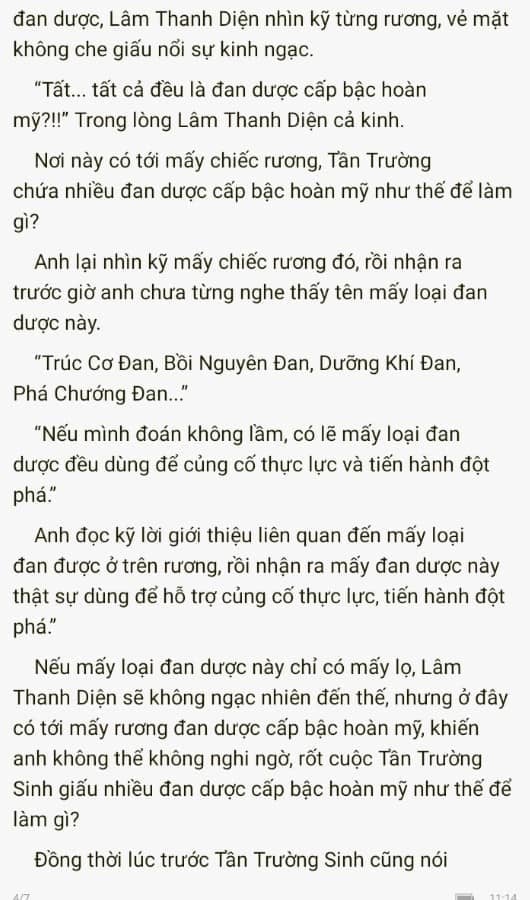 đan dược, Lâm Thanh Diện nhìn kỹ từng rương, vẻ mặt
không che giấu nổi sự kinh ngạc.
“Tất... tất cả đều là đan dược cấp bậc hoàn
mỹ?!!” Trong lòng Lâm Thanh Diện cả kinh.
Nơi này có tới mấy chiếc rương, Tần Trường
chứa nhiều đan dược cấp bậc hoàn mỹ như thế để làm
gì?
Anh lại nhìn kỹ mấy chiếc rương đó, rồi nhận ra
trước giờ anh chưa từng nghe thấy tên mấy loại đan
dược này.
“Trúc Cơ Đan, Bồi Nguyên Đan, Dưỡng Khí Đan,
Phá Chướng Đan...”
“Nếu mình đoán không lầm, có lẽ mấy loại đan
dược đều dùng để củng cố thực lực và tiến hành đột
phá.”
Anh đọc kỹ lời giới thiệu liên quan đến mấy loại
đan được ở trên rương, rồi nhận ra mấy đan dược này
thật sự dùng để hỗ trợ củng cố thực lực, tiến hành đột
phá.”
Nếu mấy loại đan dược này chỉ có mấy lọ, Lâm
Thanh Diện sẽ không ngạc nhiên đến thế, nhưng ở đây
có tới mấy rương đan dược cấp bậc hoàn mỹ, khiến
anh không thể không nghi ngờ, rốt cuộc Tần Trường
Sinh giấu nhiều đan dược cấp bậc hoàn mỹ như thế để
làm gì?
Đồng thời lúc trước Tần Trường Sinh cũng nói
4/7 11:14